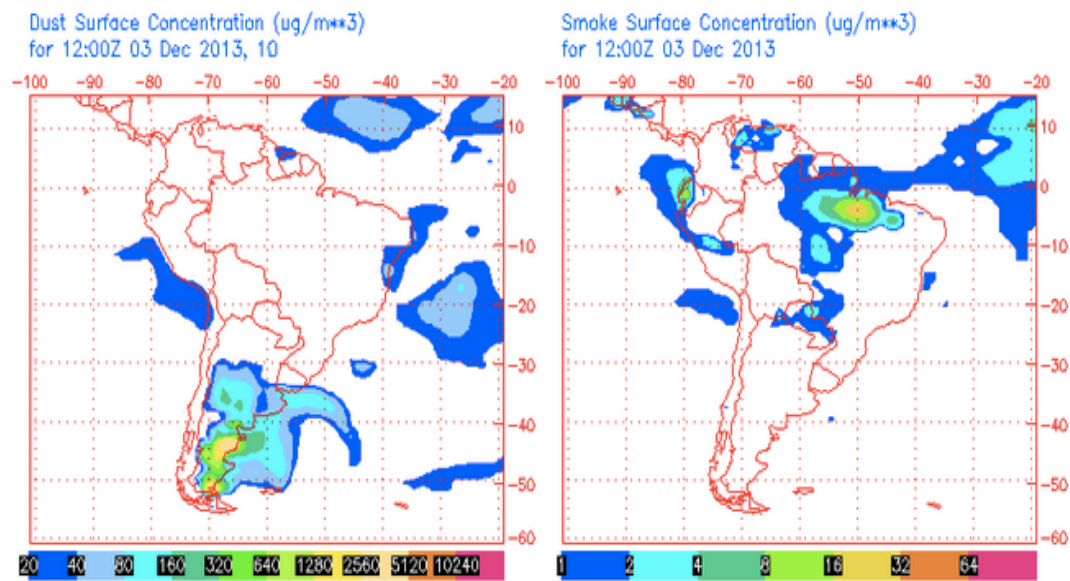 Dust Surface Concentration (ug/m**3)
for 12:00Z 03 Dec 2013, 10
-100 -90 -80 -70 -60 -50 -40 -30 -20
10
0
-10
-20
-30
-40
-50
-60
20 40 80 160 320 640 1280 2560 5120 10240
Smoke Surface Concentration (ug/m**3)
for 12:00Z 03 Dec 2013
-100 -90 -80 -70 -60 -50 -40 -30 -20
10
0
-10
-20
-30
-40
-50
-60
1 2 4 8 16 32 64